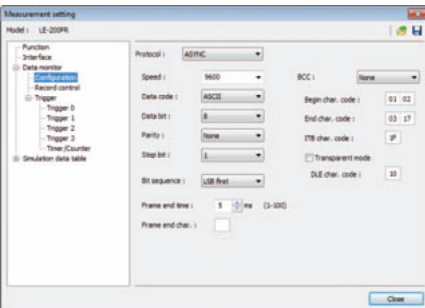 Measurement setting
Model : LE-200PR
Function
Interface
Data monitor
Configuration
Record control
Trigger
Trigger 0
Trigger 1
Trigger 2
Trigger 3
Timer/Counter
Simulation data table
Protocol : ASYNC
Speed : 9600
Data code : ASCII
Data bit : 8
Parity : None
Stop bit : 1
Bit sequence : LSB first
Frame end time : 5 ms (1-100)
Frame end char. :
BCC : None
Begin char. code : 01 02
End char. code : 03 17
ITB char. code : 1F
Transparent mode
DLE char. code : 10
Close